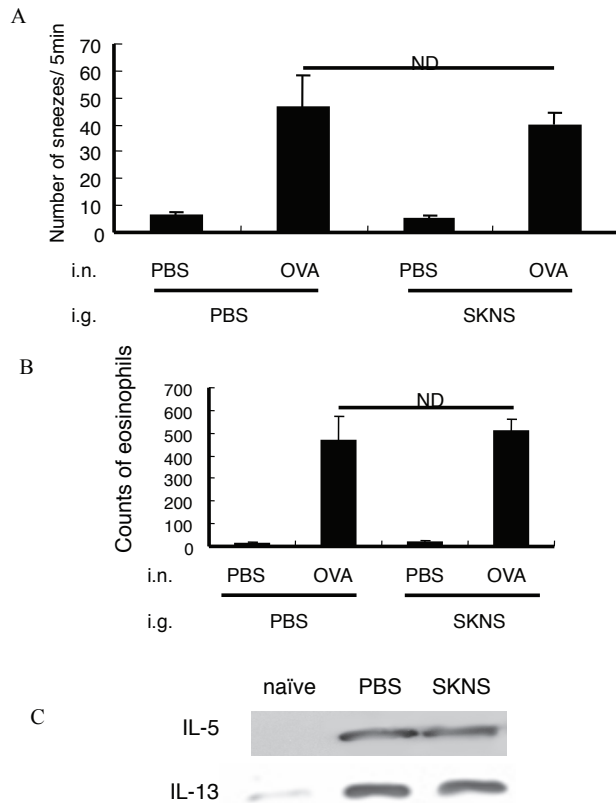 A
Number of sneezes/ 5min
70
60
50
40
30
20
10
0
ND
i.n. PBS OVA PBS OVA
i.g. PBS SKNS
B
Counts of eosinophils
700
600
500
400
300
200
100
0
ND
i.n. PBS OVA PBS OVA
i.g. PBS SKNS
C
naïve PBS SKNS
IL-5
IL-13